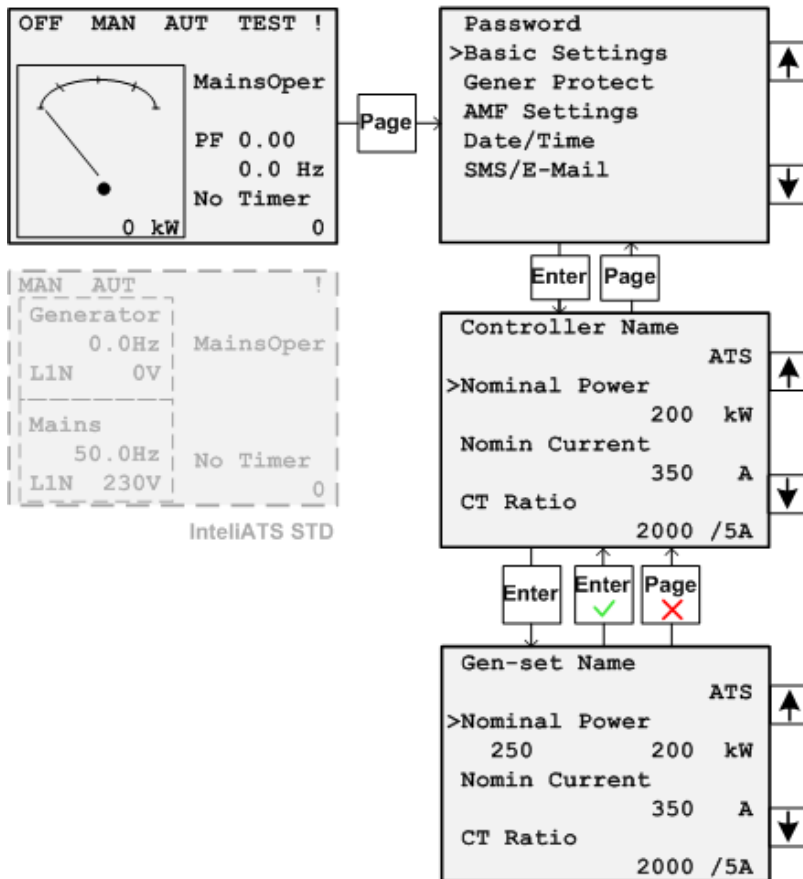 OFF MAN AUT TEST !
MainsOper
PF 0.00
0.0 Hz
No Timer
0 kW 0
Page
Password
>Basic Settings
Gener Protect
AMF Settings
Date/Time
SMS/E-Mail
Enter Page
MAN AUT !
Generator
0.0Hz MainsOper
L1N 0V
Mains
50.0Hz No Timer
L1N 230V 0
InteliATS STD
Controller Name
ATS
>Nominal Power
200 kW
Nomin Current
350 A
CT Ratio
2000 /5A
Enter Enter Page
Gen-set Name
ATS
>Nominal Power
250 200 kW
Nomin Current
350 A
CT Ratio
2000 /5A